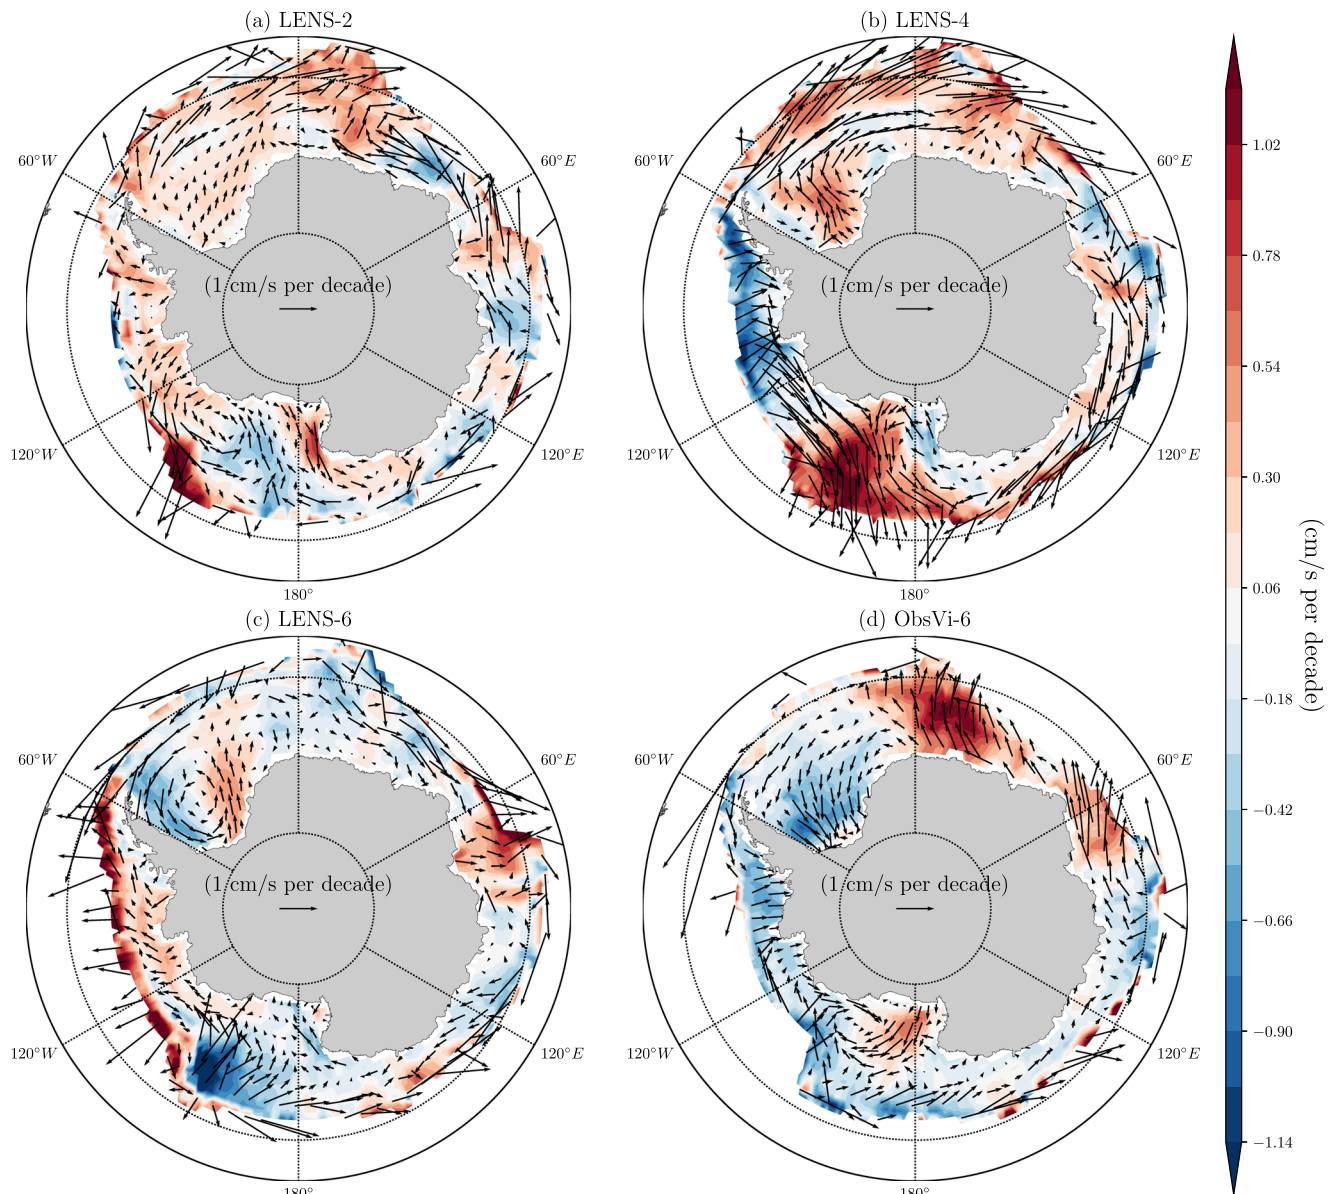 (a) LENS-2
(b) LENS-4
60°W
60°E
60°W
60°E
(1 cm/s per decade)
(1 cm/s per decade)
120°W
120°E
120°W
120°E
180°
180°
(c) LENS-6
(d) ObsVi-6
60°W
60°E
60°W
60°E
(1 cm/s per decade)
(1 cm/s per decade)
120°W
120°E
120°W
120°E
180°
180°
1.02
0.78
0.54
0.30
0.06
−0.18
−0.42
−0.66
−0.90
−1.14
(cm/s per decade)